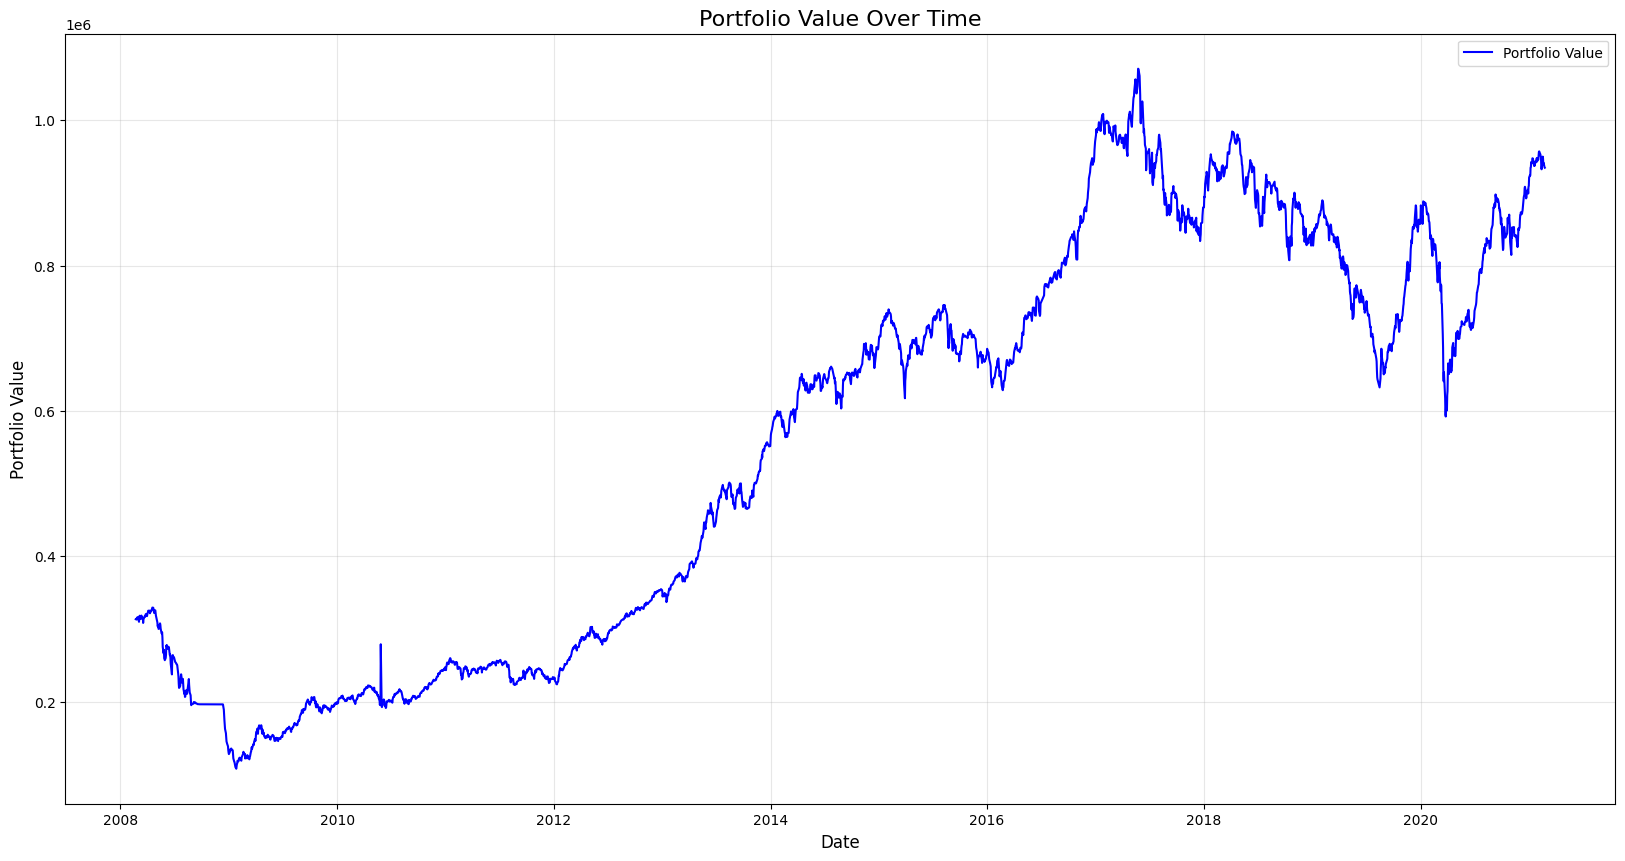 Portfolio Value Over Time
1e6
Portfolio Value
1.0
0.8
0.6
0.4
0.2
Portfolio Value
2008 2010 2012 2014 2016 2018 2020
Date